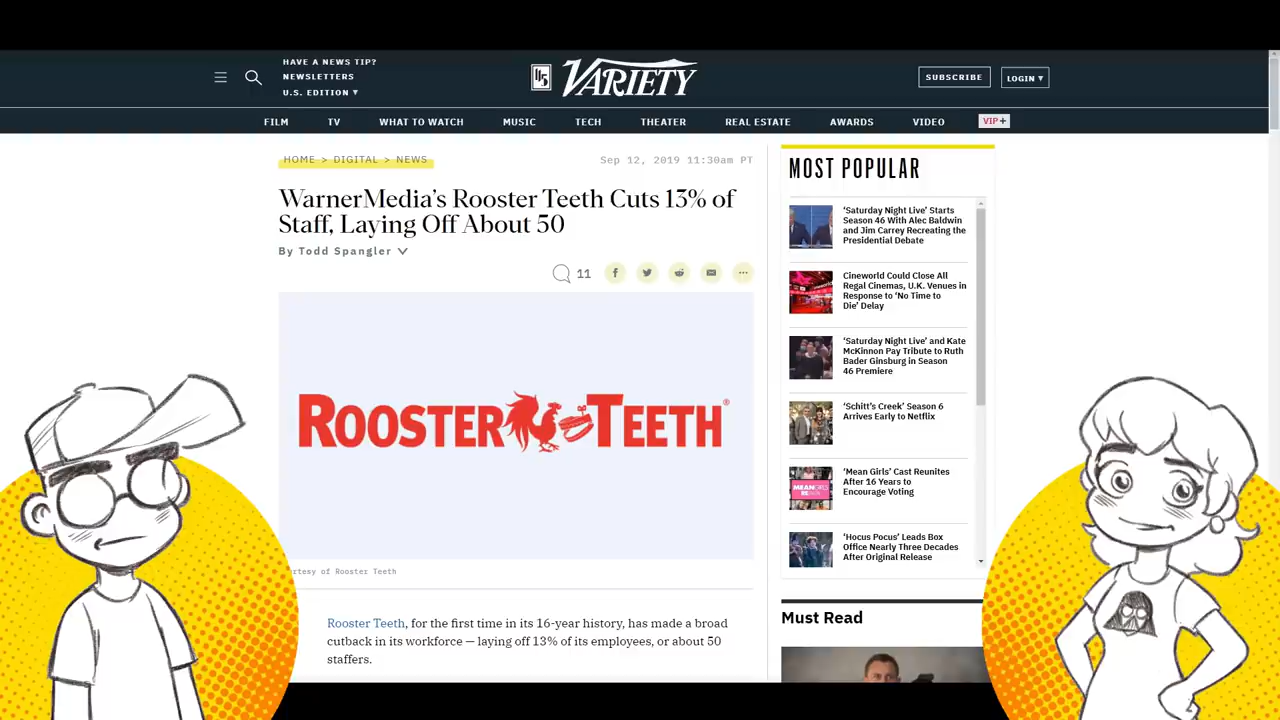 HAVE A NEWS TIP?
NEWSLETTERS
U.S. EDITION
115
VARIETY
SUBSCRIBE
LOGIN
FILM
TV
WHAT TO WATCH
MUSIC
TECH
THEATER
REAL ESTATE
AWARDS
VIDEO
VIP+
HOME > DIGITAL > NEWS
Sep 12, 2019 11:30am PT
WarnerMedia's Rooster Teeth Cuts 13% of
Staff, Laying Off About 50
By Todd Spangler
11
ROOSTER TEETH®
rtesy of Rooster Teeth
Rooster Teeth, for the first time in its 16-year history, has made a broad
cutback in its workforce — laying off 13% of its employees, or about 50
staffers.
MOST POPULAR
‘Saturday Night Live’ Starts
Season 46 With Alec Baldwin
and Jim Carrey Recreating the
Presidential Debate
Cineworld Could Close All
Regal Cinemas, U.K. Venues in
Response to ‘No Time to
Die’ Delay
‘Saturday Night Live’ and Kate
McKinnon Pay Tribute to Ruth
Bader Ginsburg in Season
46 Premiere
‘Schitt’s Creek’ Season 6
Arrives Early to Netflix
‘Mean Girls’ Cast Reunites
After 16 Years to
Encourage Voting
‘Hocus Pocus’ Leads Box
Office Nearly Three Decades
After Original Release
Must Read